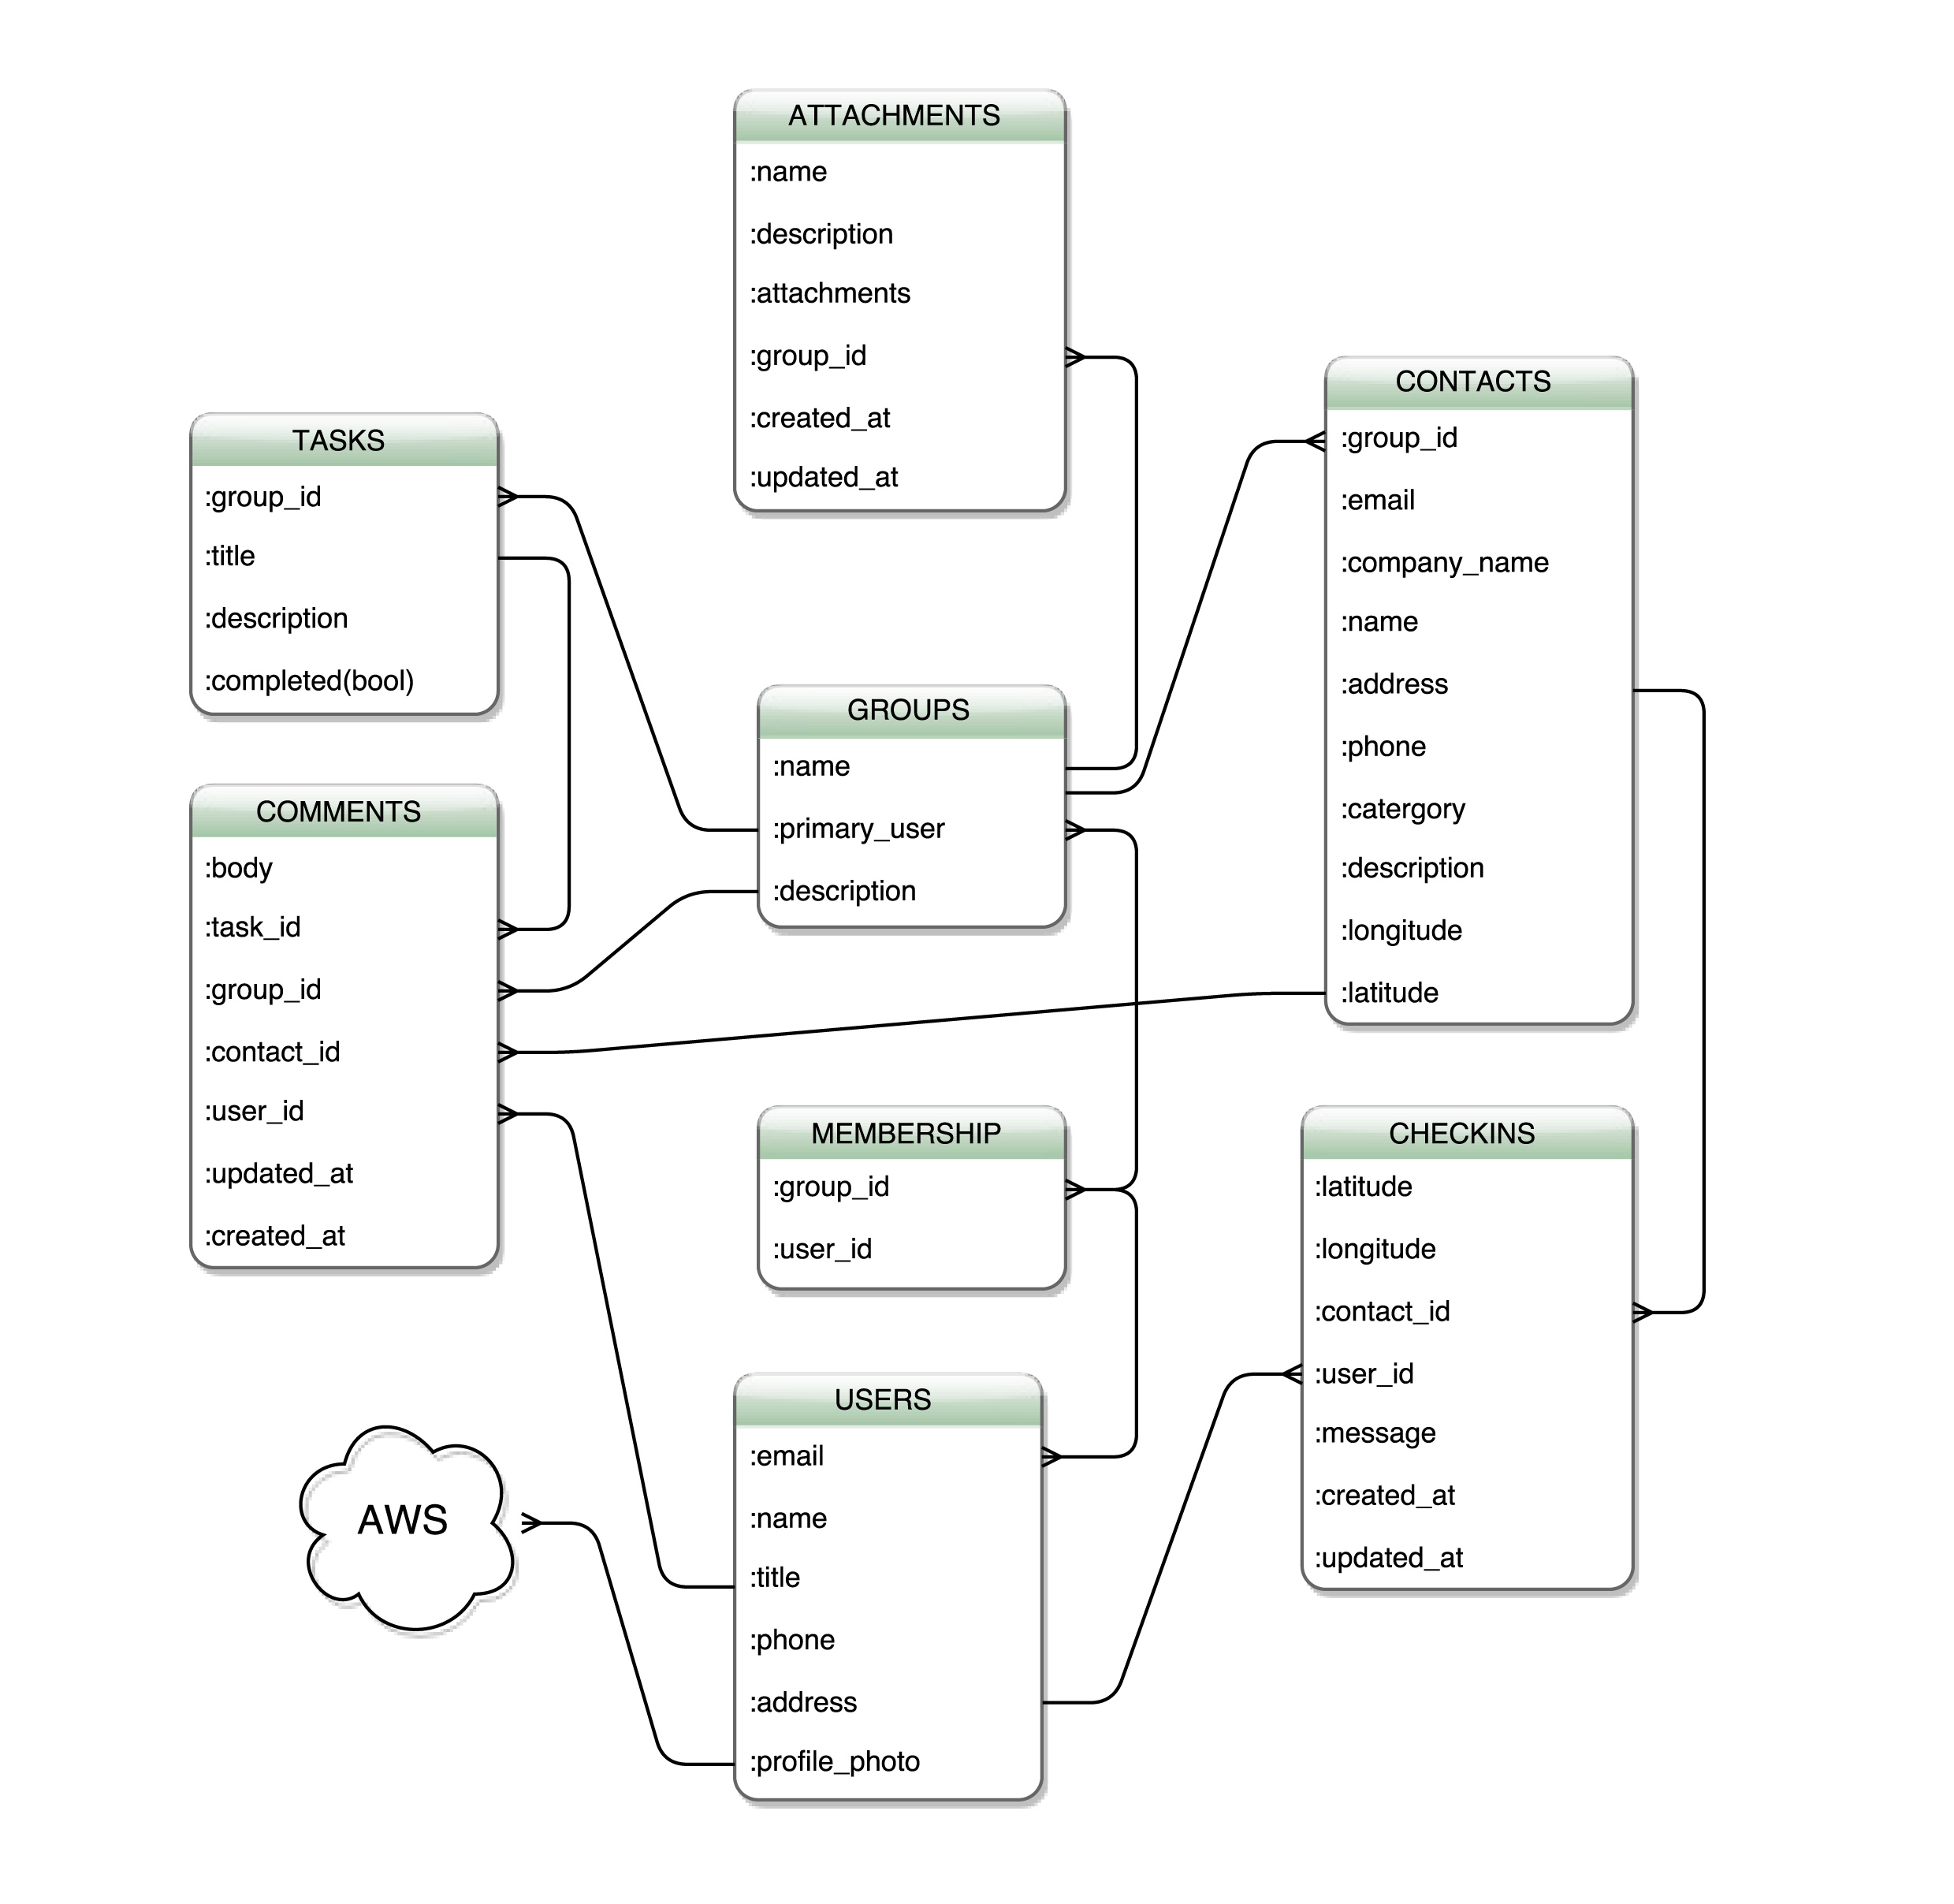 ATTACHMENTS
:name
:description
:attachments
:group_id
:created_at
:updated_at
TASKS
:group_id
:title
:description
:completed(bool)
CONTACTS
:group_id
:email
:company_name
:name
:address
:phone
:catergory
:description
:longitude
:latitude
GROUPS
:name
:primary_user
:description
COMMENTS
:body
:task_id
:group_id
:contact_id
:user_id
:updated_at
:created_at
MEMBERSHIP
:group_id
:user_id
CHECKINS
:latitude
:longitude
:contact_id
:user_id
:message
:created_at
:updated_at
USERS
:email
:name
:title
:phone
:address
:profile_photo
AWS